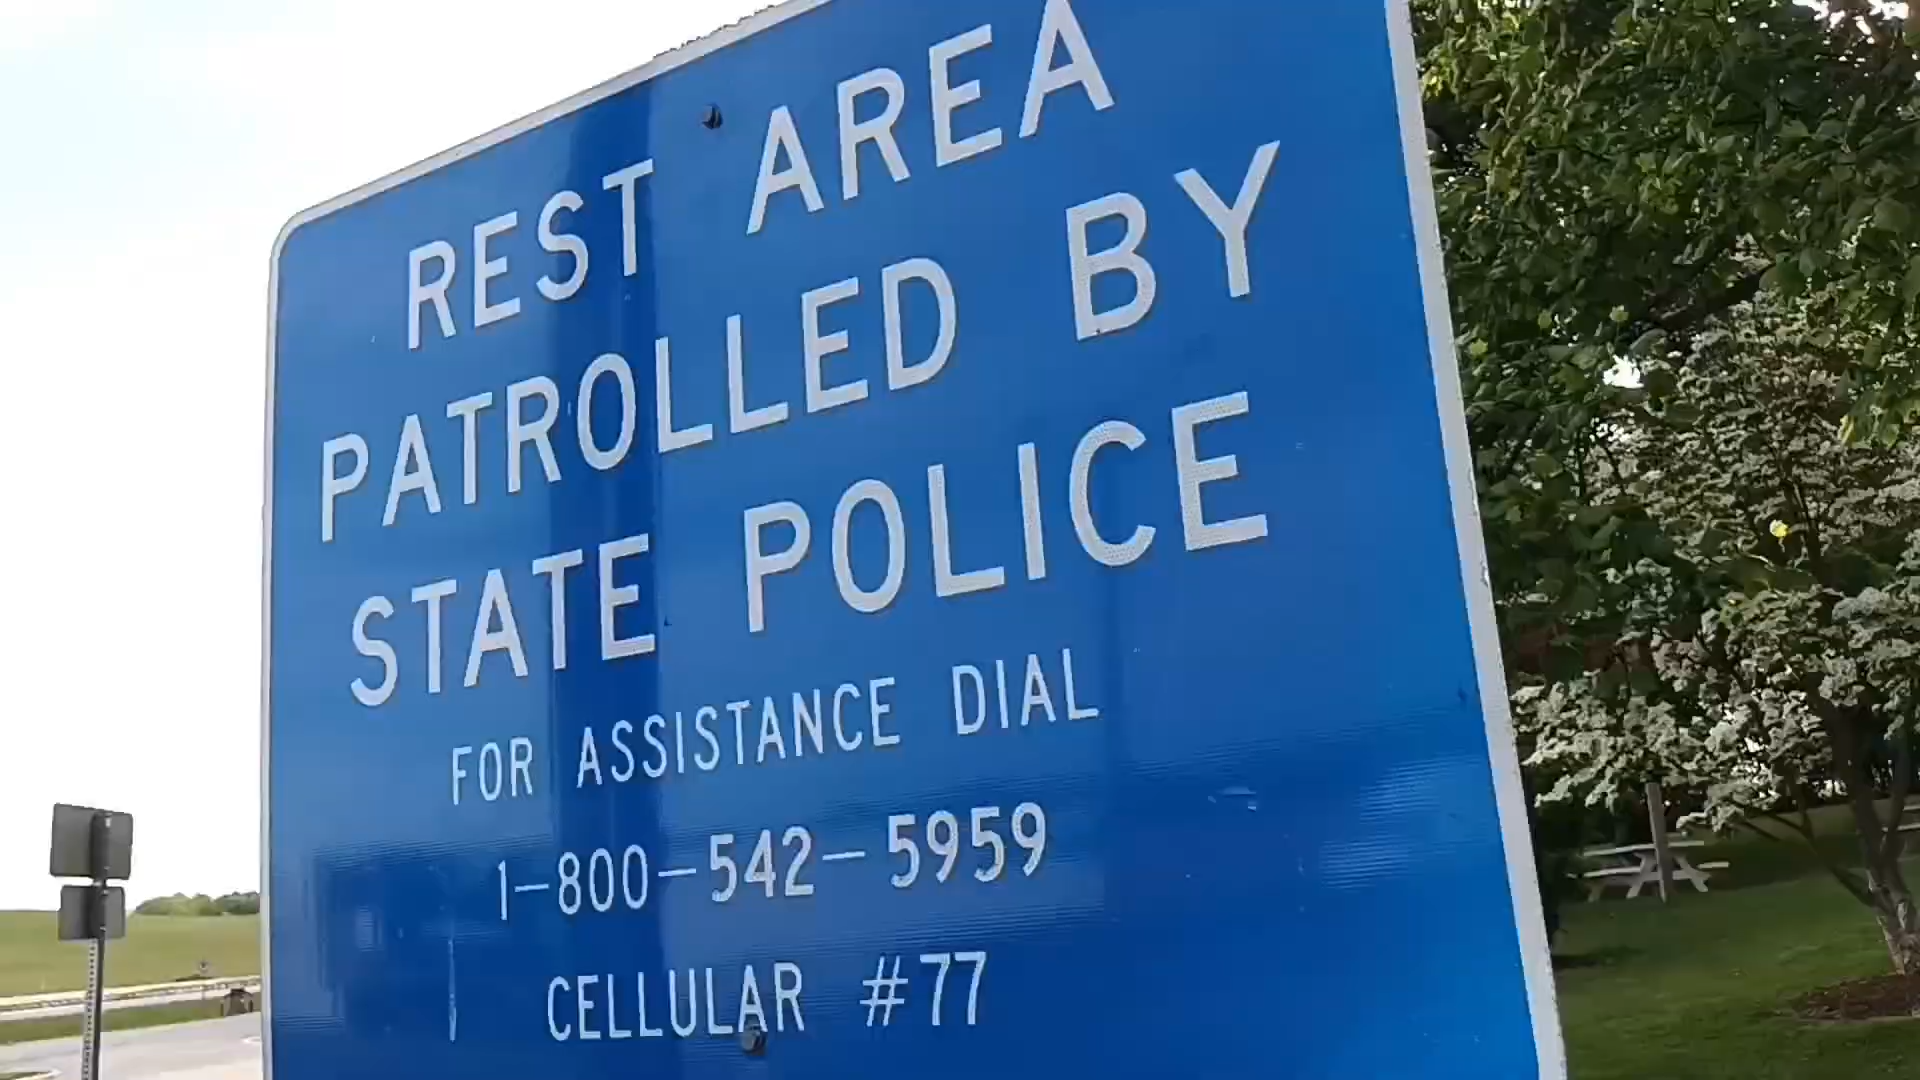 REST AREA
PATROLLED BY
STATE POLICE
FOR ASSISTANCE DIAL
1-800-542-5959
CELLULAR #77